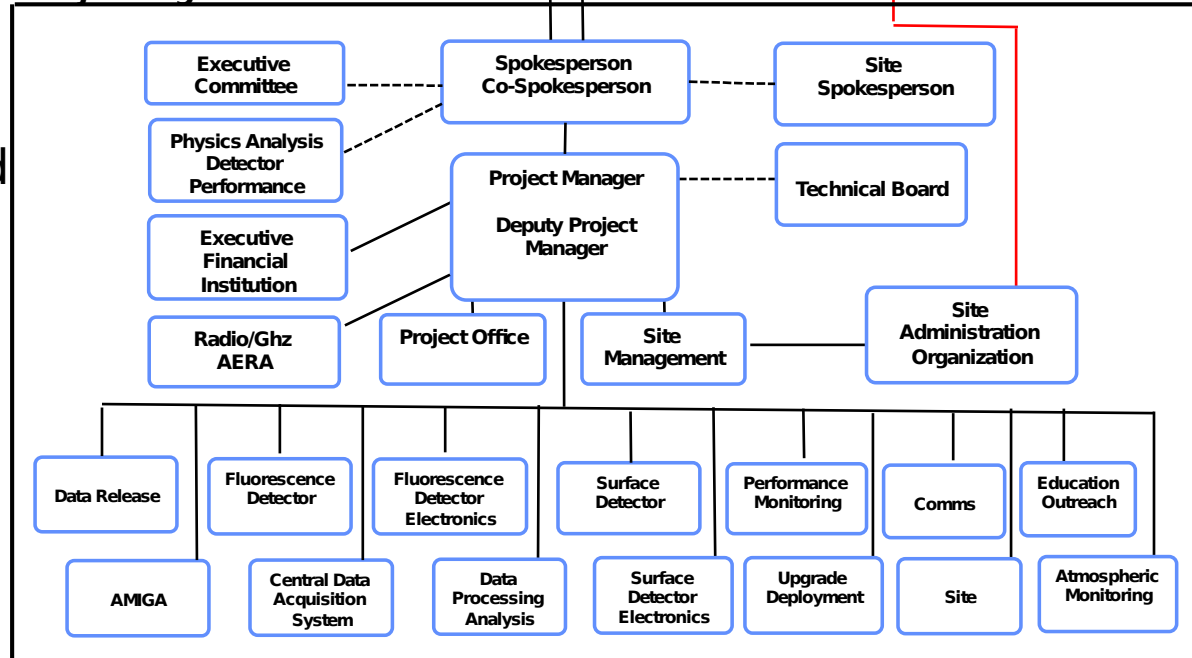 Executive
Committee
Spokesperson
Co-Spokesperson
Site
Spokesperson
Physics Analysis
Detector
Performance
Project Manager
Deputy Project
Manager
Technical Board
Executive
Financial
Institution
Radio/Ghz
AERA
Project Office
Site
Management
Site
Administration
Organization
Data Release
Fluorescence
Detector
Fluorescence
Detector
Electronics
Surface
Detector
Performance
Monitoring
Comms
Education
Outreach
AMIGA
Central Data
Acquisition
System
Data
Processing
Analysis
Surface
Detector
Electronics
Upgrade
Deployment
Site
Atmospheric
Monitoring